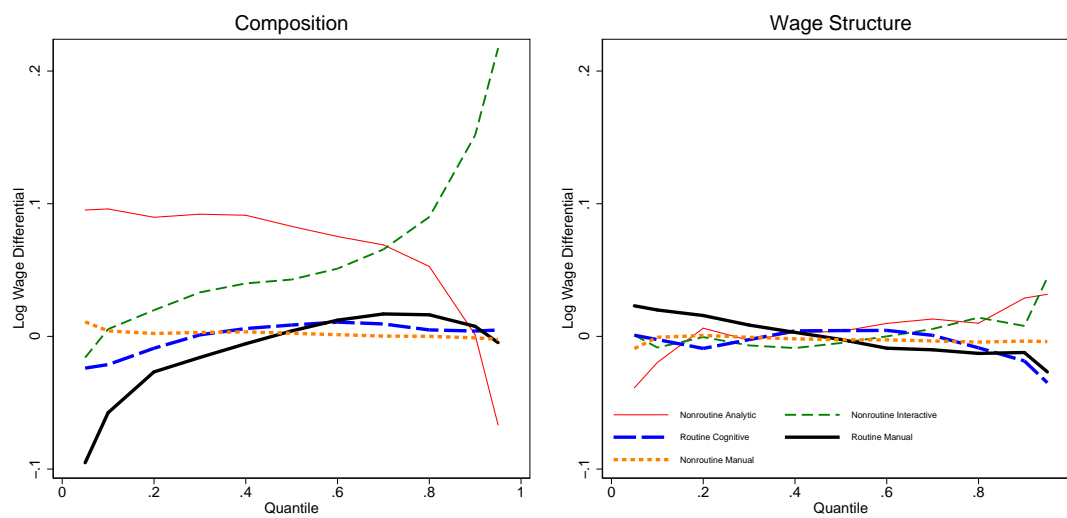 Composition
Wage Structure
Log Wage Differential
.2
.1
0
-.1
0
.2
.4
.6
.8
1
Quantile
Log Wage Differential
.2
.1
0
-.1
Nonroutine Analytic
Nonroutine Interactive
Routine Cognitive
Routine Manual
Nonroutine Manual
0
.2
.4
.6
.8
Quantile